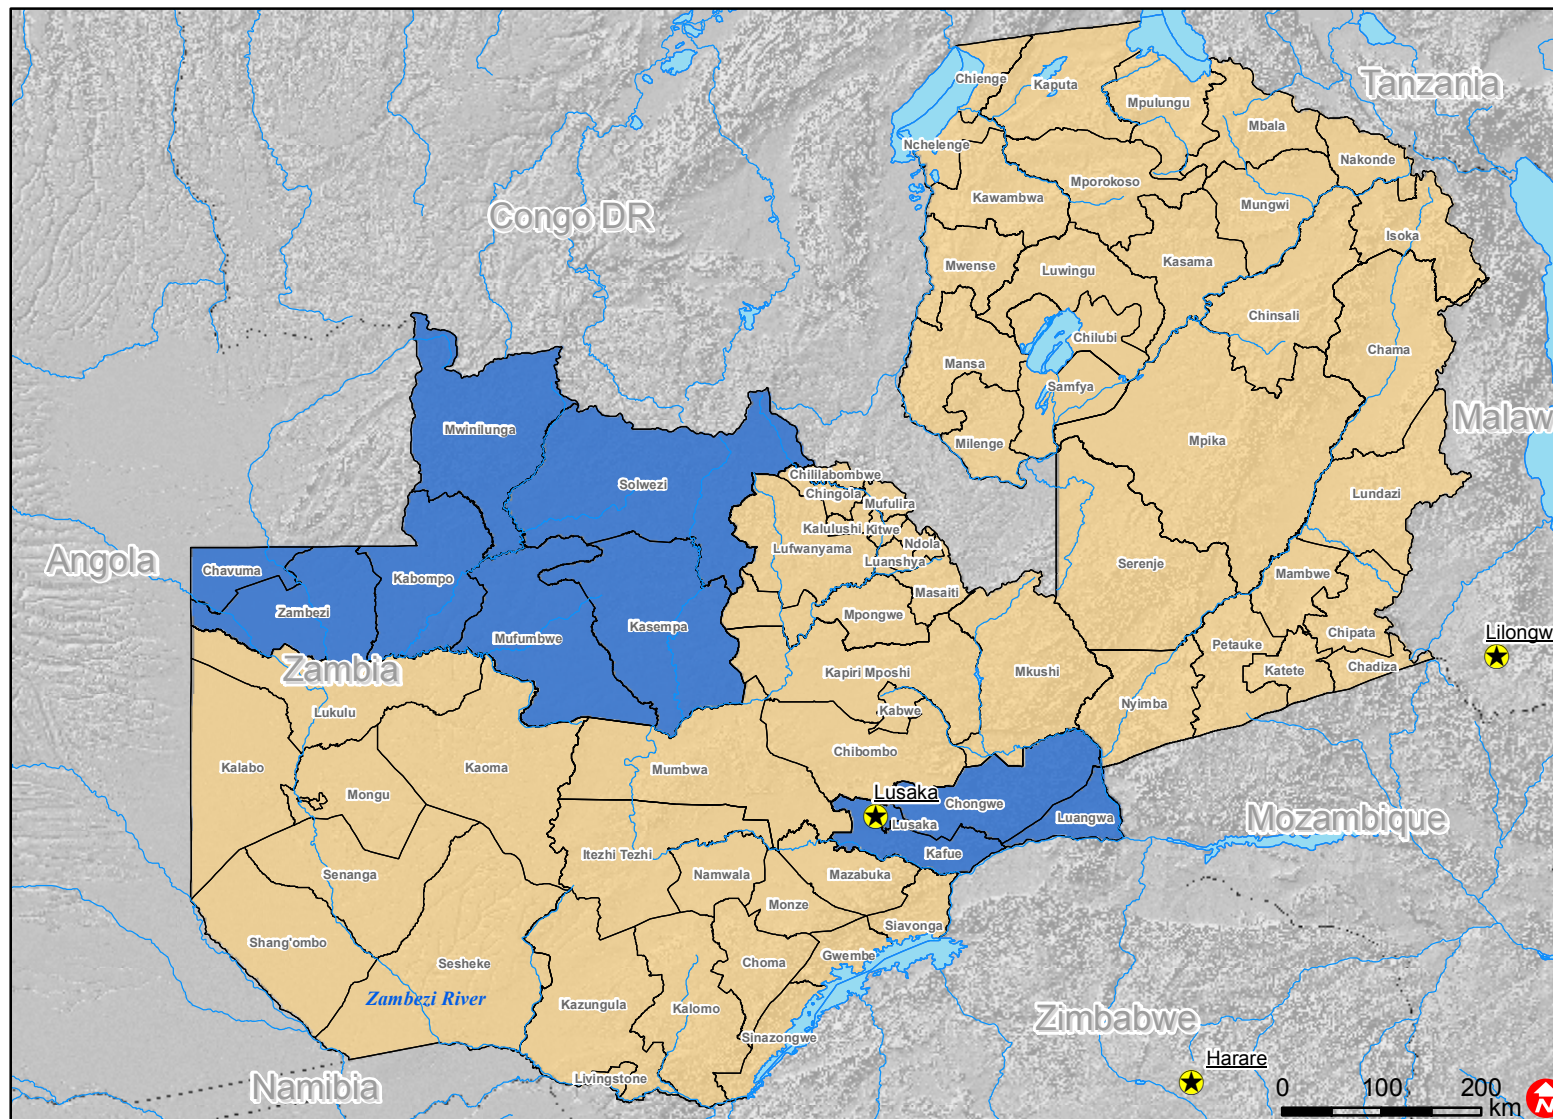 Tanzania
Chienge
Kaputa
Mpulungu
Mbala
Nchelenge
Nakonde
Mporokoso
Kawambwa
Mungwi
Congo DR
Isoka
Mwense
Luwingu
Kasama
Chinsali
Chilubi
Chama
Mansa
Samfya
Malaw
Mwinilunga
Milenge
Mpika
Solwezi
Chililabombwe
Chingola
Mufulira
Lundazi
Kalulushi
Kitwe
Lufwanyama
Ndola
Luanshya
Angola
Chavuma
Kabompo
Serenje
Mambwe
Masaiti
Zambezi
Mpongwe
Mufumbwe
Kasempa
Chipata
Lilongw
Petauke
Zambia
Kapiri Mposhi
Mkushi
Katete
Chadiza
Nyimba
Lukulu
Kabwe
Chibombo
Kalabo
Kaoma
Mumbwa
Mongu
Lusaka
Chongwe
Lusaka
Luangwa
Mozambique
Itezhi Tezhi
Kafue
Senanga
Namwala
Mazabuka
Monze
Siavonga
Shang'ombo
Sesheke
Choma
Gwembe
Zambezi River
Kazungula
Kalomo
Zimbabwe
Sinazongwe
Harare
Livingstone
Namibia
0 100 200
km
N